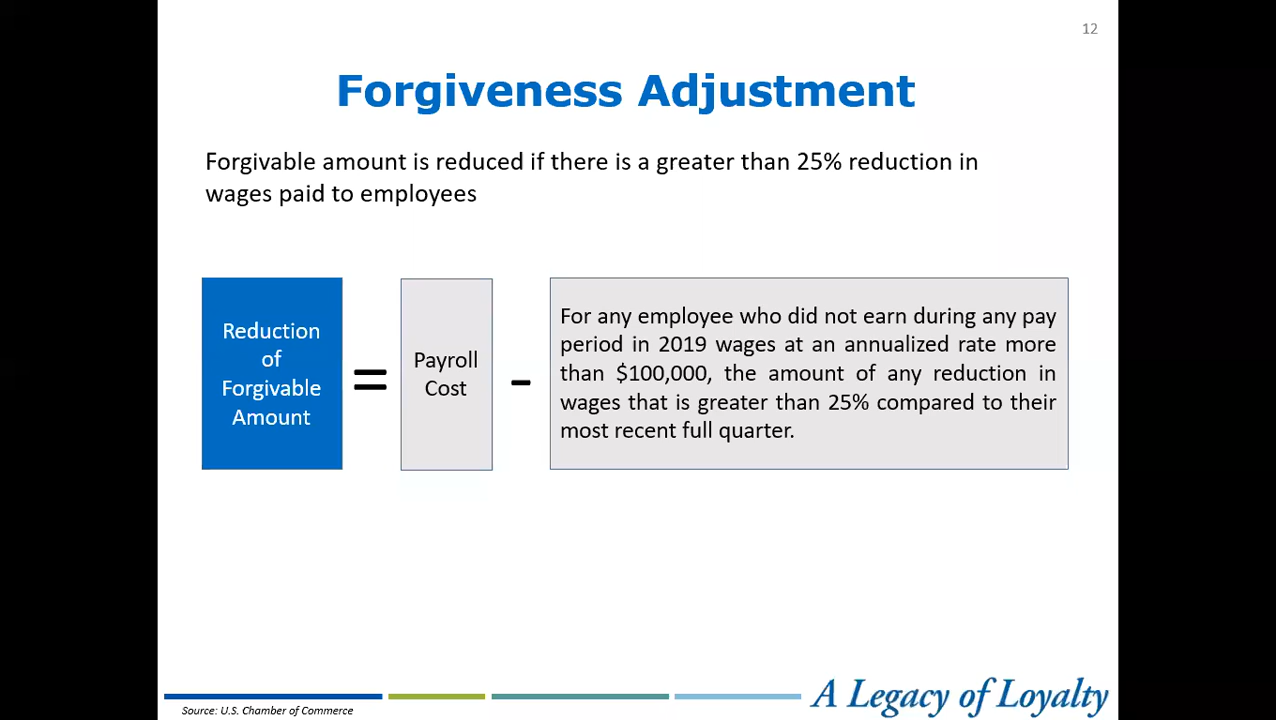 12
Forgiveness Adjustment
Forgivable amount is reduced if there is a greater than 25% reduction in
wages paid to employees
Reduction
of
Forgivable
Amount
=
Payroll
Cost
-
For any employee who did not earn during any pay
period in 2019 wages at an annualized rate more
than $100,000, the amount of any reduction in
wages that is greater than 25% compared to their
most recent full quarter.
A Legacy of Loyalty
Source: U.S. Chamber of Commerce